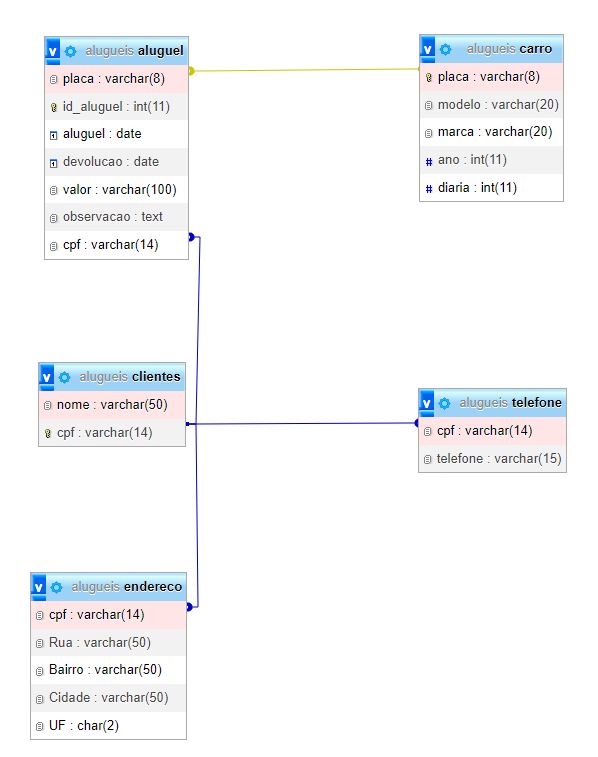 alugueis aluguel
placa : varchar(8)
id_aluguel : int(11)
aluguel : date
devolucao : date
valor : varchar(100)
observacao : text
cpf : varchar(14)
alugueis carro
placa : varchar(8)
modelo : varchar(20)
marca : varchar(20)
ano : int(11)
diaria : int(11)
alugueis clientes
nome : varchar(50)
cpf : varchar(14)
alugueis telefone
cpf : varchar(14)
telefone : varchar(15)
alugueis endereco
cpf : varchar(14)
Rua : varchar(50)
Bairro : varchar(50)
Cidade : varchar(50)
UF : char(2)